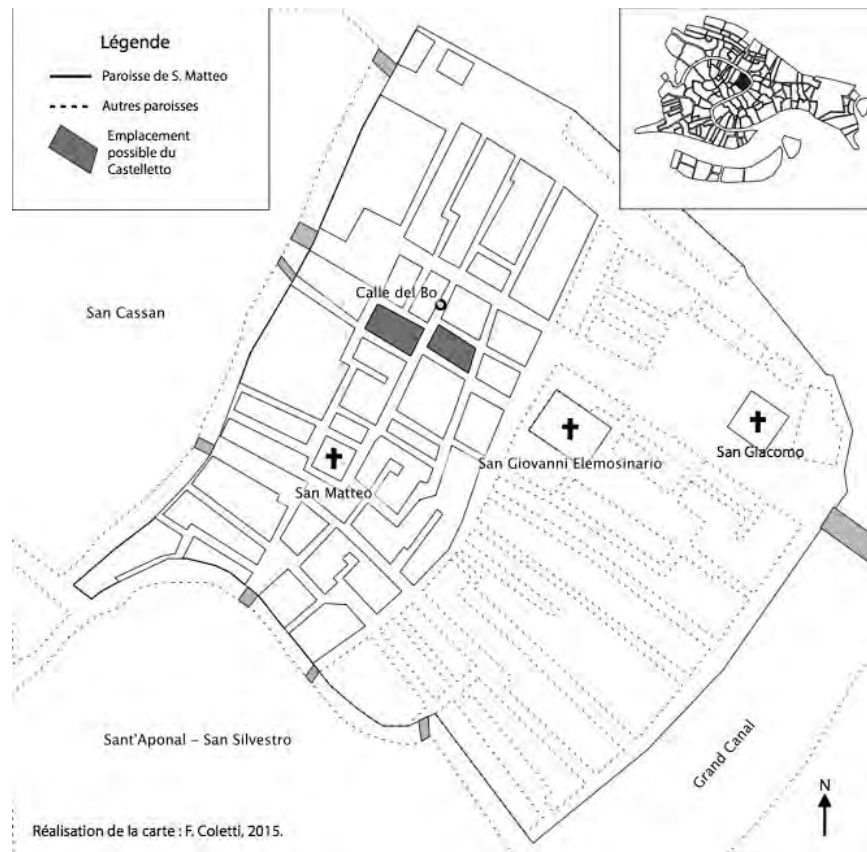 Légende
Paroisse de S. Matteo
Autres paroisses
Emplacement
possible du
Castelletto
Calle del Bo
San Cassan
San Giacomo
San Giovanni Elemosinario
San Matteo
Sant'Aponal – San Silvestro
Grand Canal
N
Réalisation de la carte : F. Coletti, 2015.